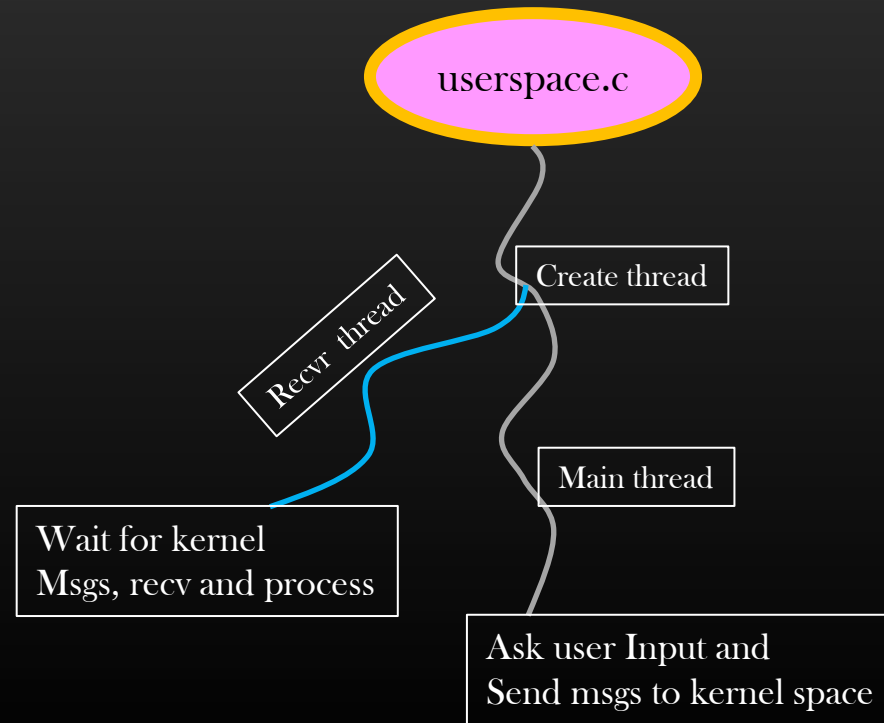 userspace.c
Create thread
Recvr thread
Main thread
Wait for kernel
Msgs, recv and process
Ask user Input and
Send msgs to kernel space